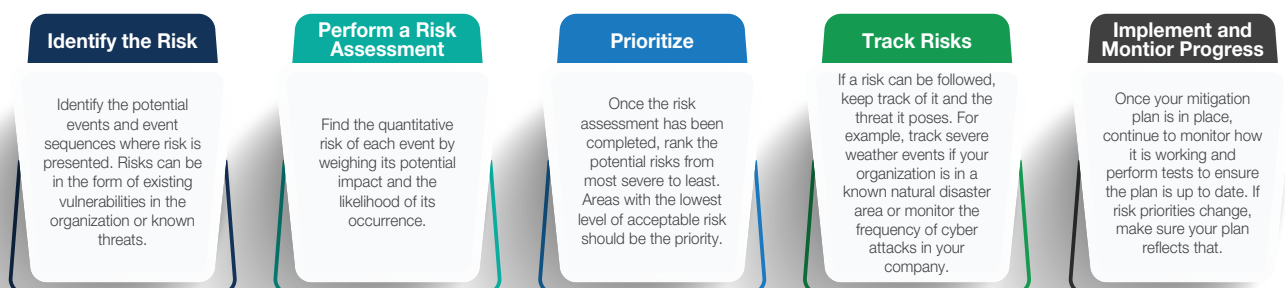 Identify the Risk
Identify the potential
events and event
sequences where risk is
presented. Risks can be
in the form of existing
vulnerabilities in the
organization or known
threats.
Perform a Risk
Assessment
Find the quantitative
risk of each event by
weighing its potential
impact and the
likelihood of its
occurrence.
Prioritize
Once the risk
assessment has been
completed, rank the
potential risks from
most severe to least.
Areas with the lowest
level of acceptable risk
should be the priority.
Track Risks
If a risk can be followed,
keep track of it and the
threat it poses. For
example, track severe
weather events if your
organization is in a
known natural disaster
area or monitor the
frequency of cyber
attacks in your
company.
Implement and
Montior Progress
Once your mitigation
plan is in place,
continue to monitor how
it is working and
perform tests to ensure
the plan is up to date. If
risk priorities change,
make sure your plan
reflects that.